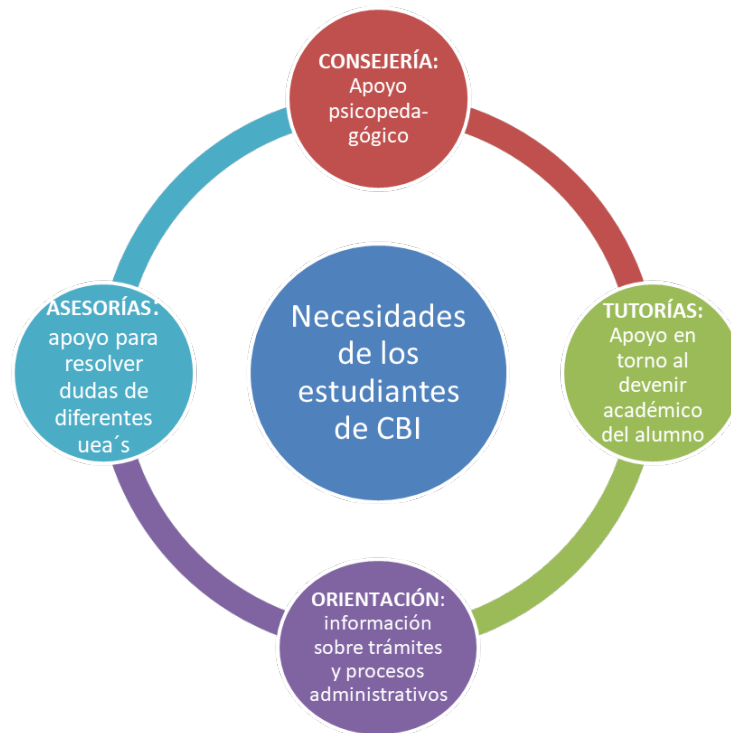 CONSEJERÍA:
Apoyo
psicopeda-
gógico
ASESORÍAS:
apoyo para
resolver
dudas de
diferentes
uea´s
Necesidades
de los
estudiantes
de CBI
TUTORÍAS:
Apoyo en
torno al
devenir
académico
del alumno
ORIENTACIÓN:
información
sobre trámites
y procesos
administrativos